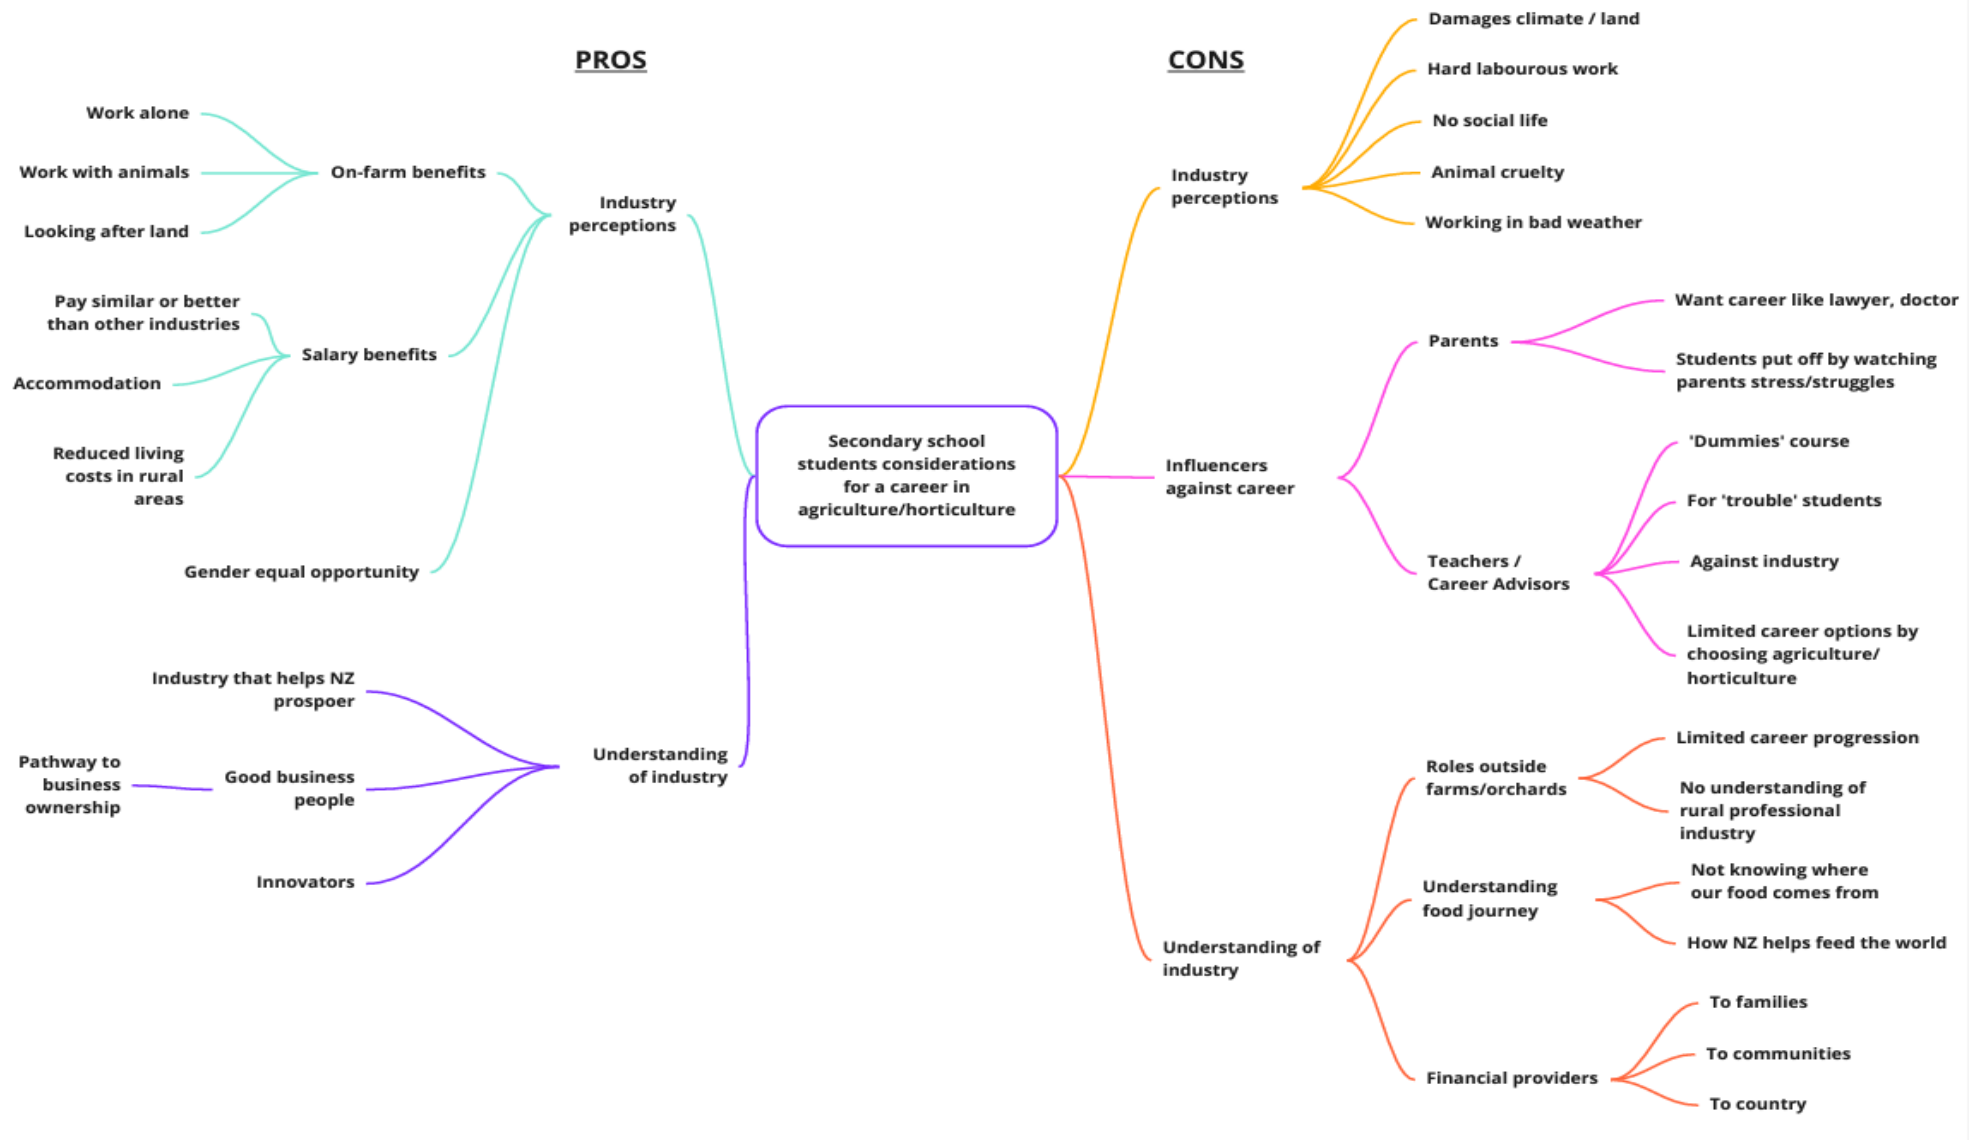 PROS
Work alone
Work with animals
Looking after land
On-farm benefits
Pay similar or better
than other industries
Accommodation
Reduced living
costs in rural
areas
Salary benefits
Gender equal opportunity
Industry
perceptions
Industry that helps NZ
prospoer
Pathway to
business
ownership
Good business
people
Innovators
Understanding
of industry
Secondary school
students considerations
for a career in
agriculture/horticulture
CONS
Industry
perceptions
Damages climate / land
Hard labourous work
No social life
Animal cruelty
Working in bad weather
Influencers
against career
Parents
Want career like lawyer, doctor
Students put off by watching
parents stress/struggles
Teachers /
Career Advisors
'Dummies' course
For 'trouble' students
Against industry
Limited career options by
choosing agriculture/
horticulture
Understanding of
industry
Roles outside
farms/orchards
Limited career progression
No understanding of
rural professional
industry
Understanding
food journey
Not knowing where
our food comes from
How NZ helps feed the world
Financial providers
To families
To communities
To country